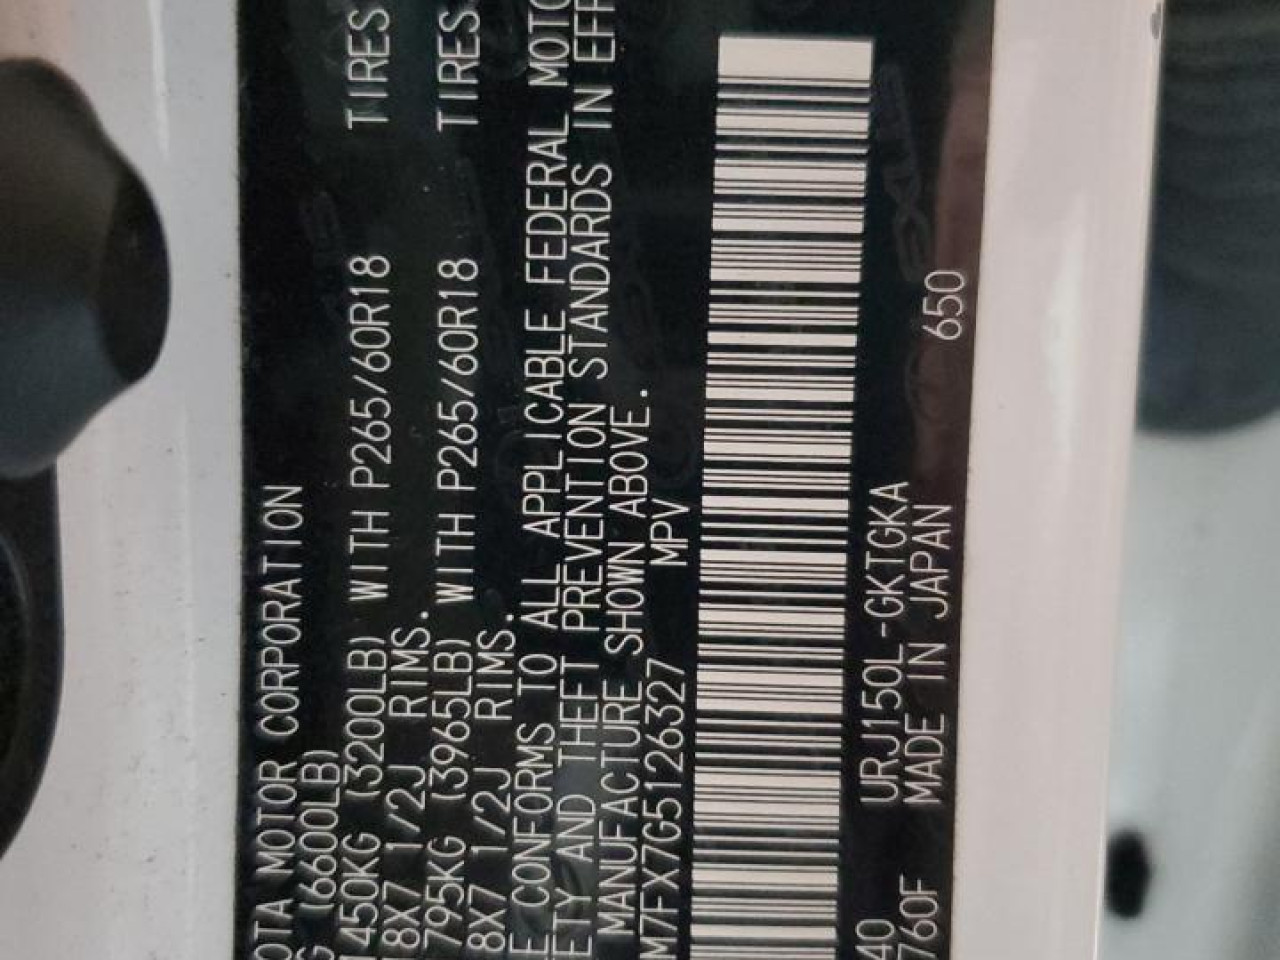 OTA MOTOR CORPORATION
G (6600LB)
1450KG (3200LB) WITH P265/60R18 TIRES
8X7 1/2J RIMS.
795KG (3965LB) WITH P265/60R18 TIRES
8X7 1/2J RIMS.
E CONFORMS TO ALL APPLICABLE FEDERAL MOTO
ETY AND THEFT PREVENTION STANDARDS IN EFF
MANUFACTURE SHOWN ABOVE.
M7FX7G5126327 MPV
40 URJ150L-GKTGKA
760F MADE IN JAPAN 650